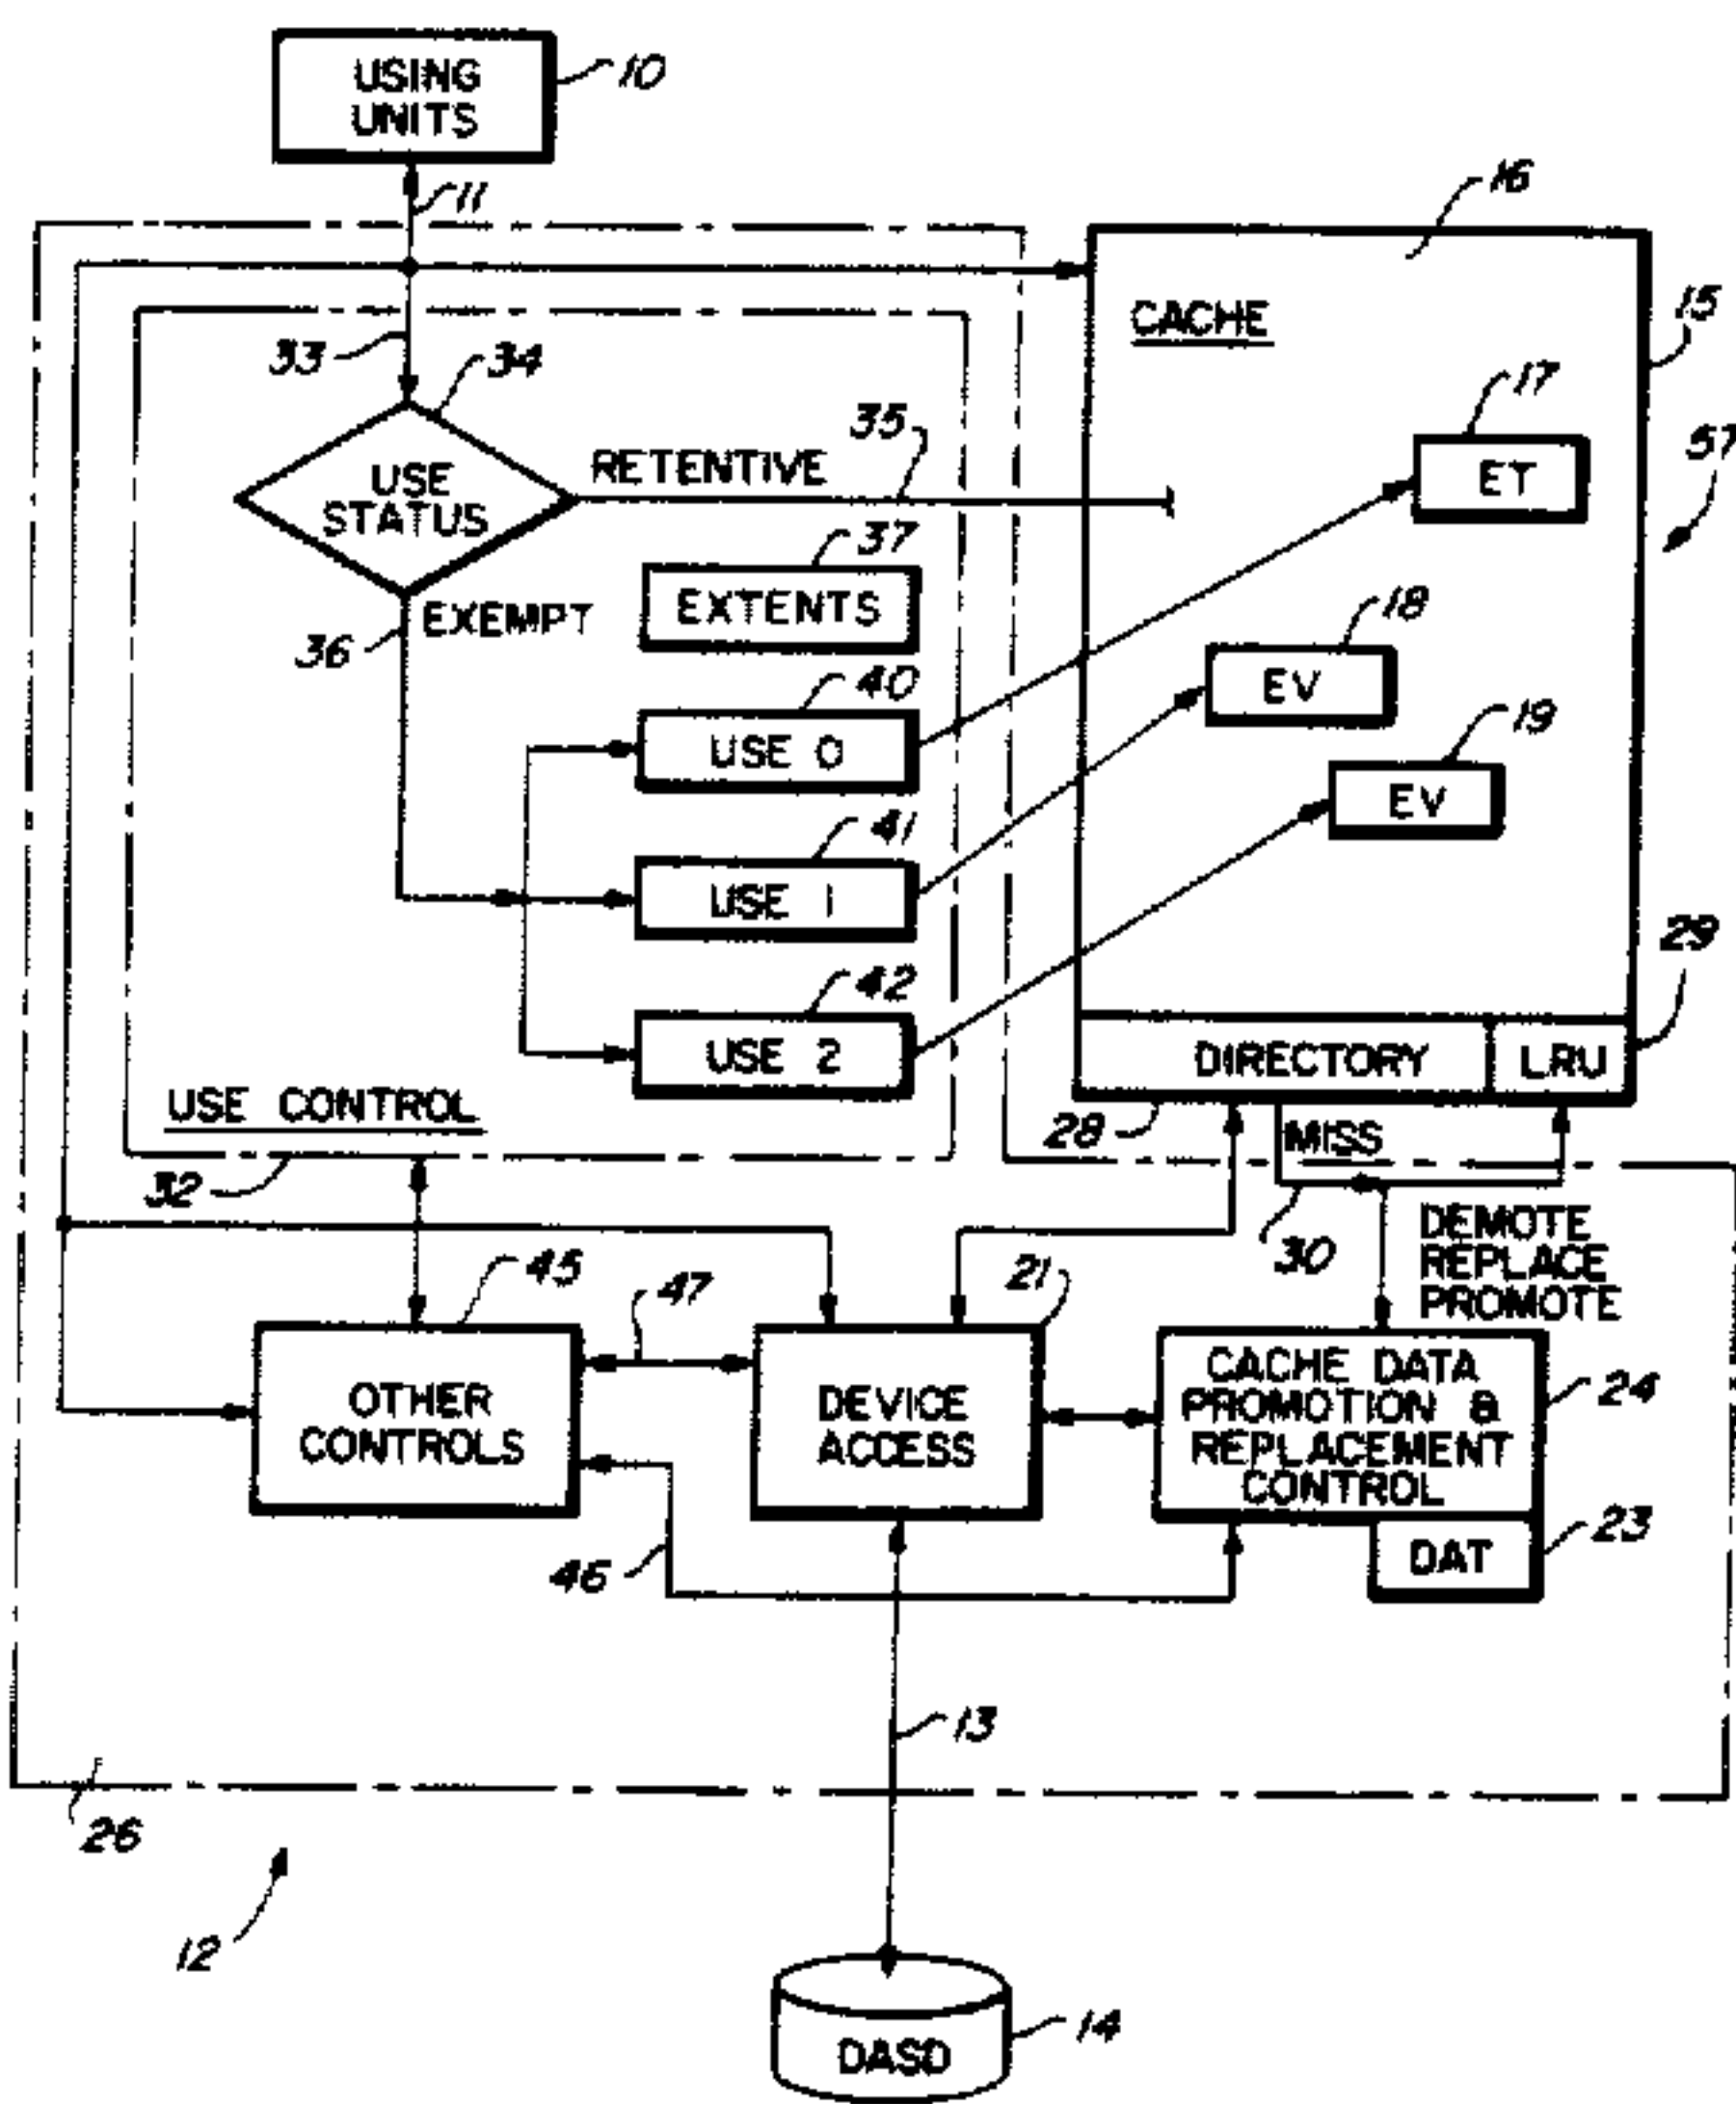 USING
UNITS
10
11
16
CACHE
15
33
34
17
35
ET
57
USE
STATUS
RETENTIVE
37
EXTENTS
18
EXEMPT
36
EV
40
19
USE 0
EV
41
USE 1
29
42
USE 2
DIRECTORY
LRU
USE CONTROL
28
MISS
32
30
DEMOTE
REPLACE
PROMOTE
45
47
21
OTHER
CONTROLS
DEVICE
ACCESS
CACHE DATA
PROMOTION &
REPLACEMENT
CONTROL
24
23
DAT
46
13
26
12
14
DASD